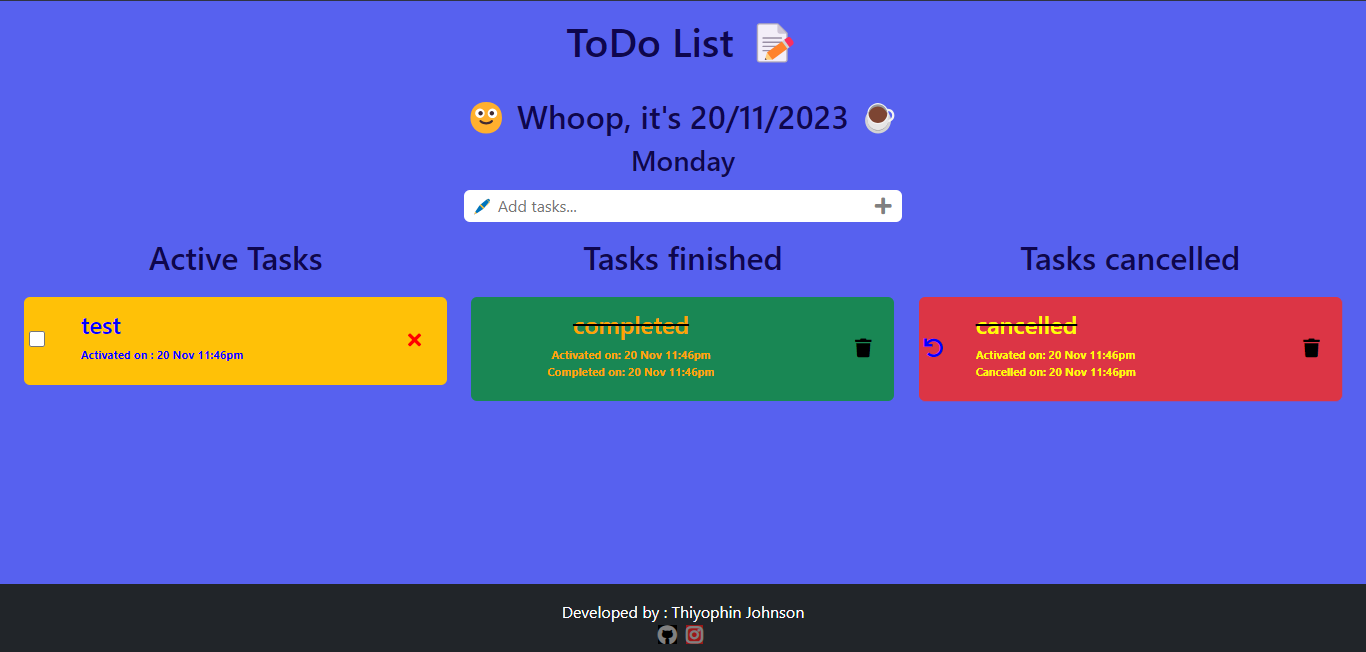 ToDo List
Whoop, it's 20/11/2023
Monday
Add tasks...
Active Tasks
test
Activated on : 20 Nov 11:46pm
Tasks finished
completed
Activated on: 20 Nov 11:46pm
Completed on: 20 Nov 11:46pm
Tasks cancelled
cancelled
Activated on: 20 Nov 11:46pm
Cancelled on: 20 Nov 11:46pm
Developed by : Thiyophin Johnson